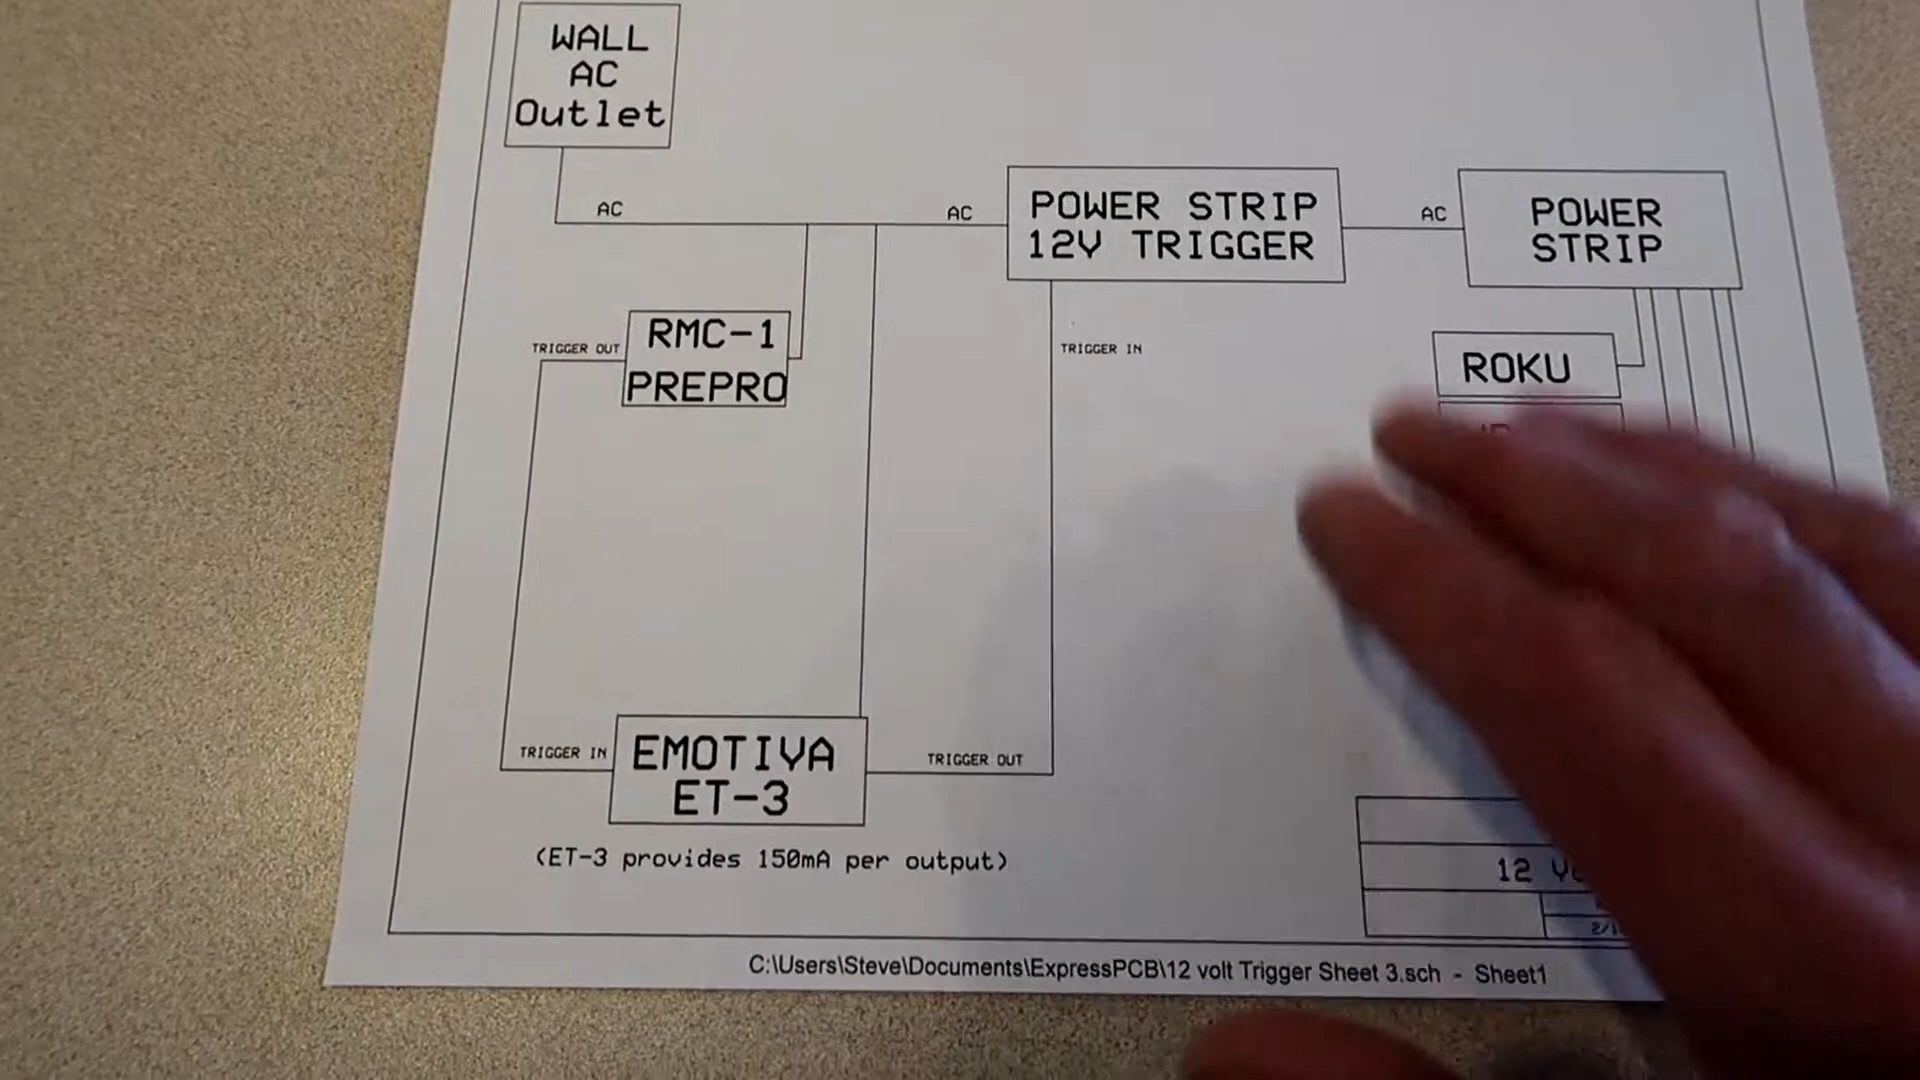 WALL
AC
Outlet
AC
AC
POWER STRIP
12V TRIGGER
AC
POWER
STRIP
TRIGGER OUT
RMC-1
PREPRO
TRIGGER IN
ROKU
TRIGGER IN
EMOTIVA
ET-3
TRIGGER OUT
(ET-3 provides 150mA per output)
12
C:\Users\Steve\Documents\ExpressPCB\12 volt Trigger Sheet 3.sch - Sheet1